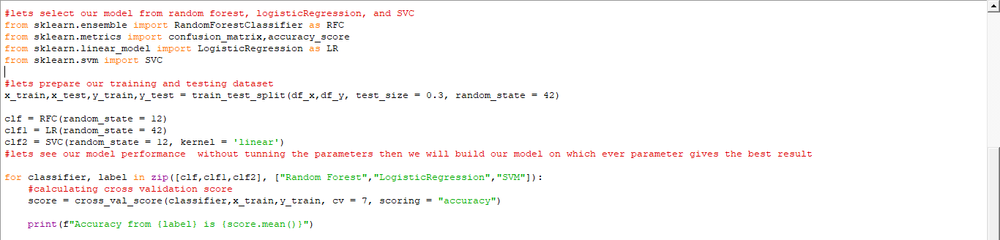 #lets select our model from random forest, logisticRegression, and SVC
from sklearn.ensemble import RandomForestClassifier as RFC
from sklearn.metrics import confusion_matrix,accuracy_score
from sklearn.linear_model import LogisticRegression as LR
from sklearn.svm import SVC
#lets prepare our training and testing dataset
x_train,x_test,y_train,y_test = train_test_split(df_x,df_y, test_size = 0.3, random_state = 42)
clf = RFC(random_state = 12)
clf1 = LR(random_state = 42)
clf2 = SVC(random_state = 12, kernel = 'linear')
#lets see our model performance  without tunning the parameters then we will build our model on which ever parameter gives the best result
for classifier, label in zip([clf,clf1,clf2], ["Random Forest","LogisticRegression","SVM"]):
    #calculating cross validation score
    score = cross_val_score(classifier,x_train,y_train, cv = 7, scoring = "accuracy")
    print(f"Accuracy from {label} is {score.mean()}")